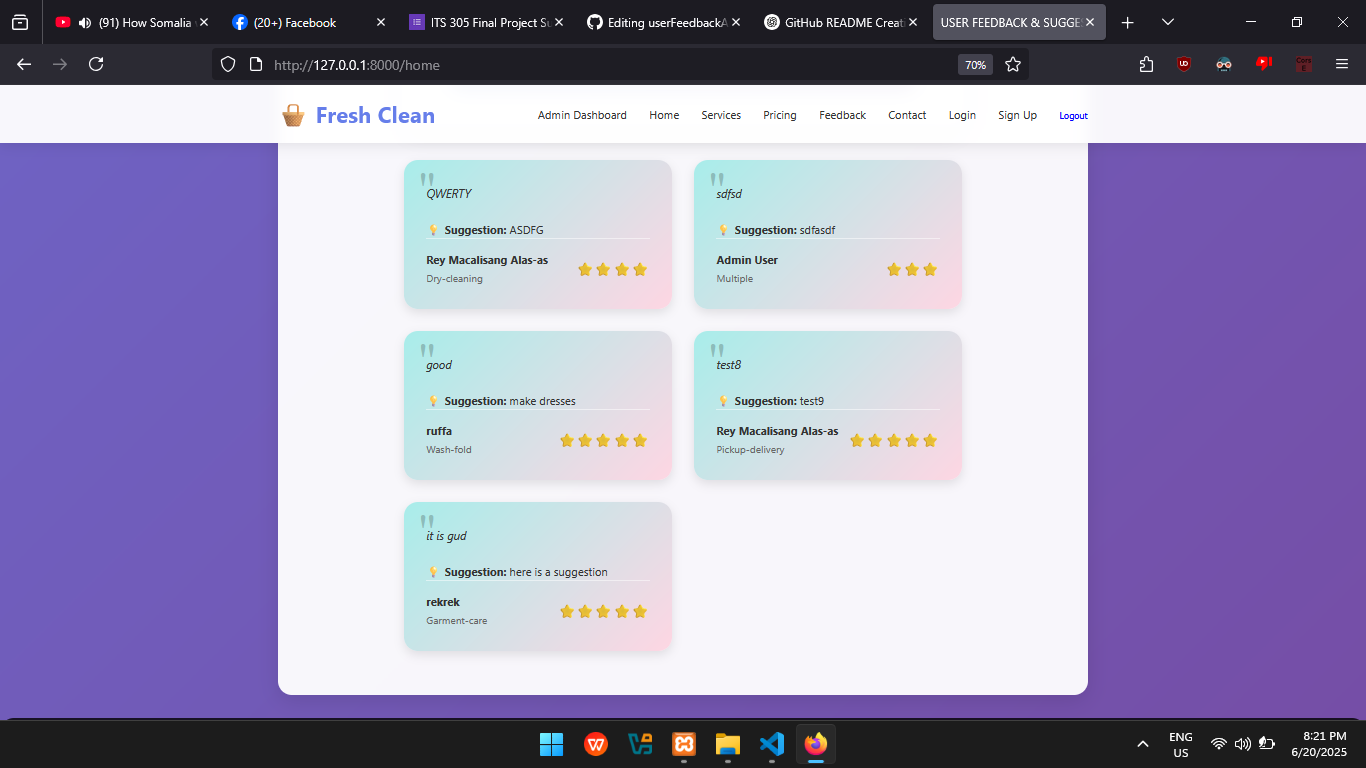 (91) How Somalia
(20+) Facebook
ITS 305 Final Project Su
Editing userFeedbackA
GitHub README Creati
USER FEEDBACK & SUGGE
http://127.0.0.1:8000/home
70%
Fresh Clean
Admin Dashboard
Home
Services
Pricing
Feedback
Contact
Login
Sign Up
Logout
"
QWERTY
Suggestion: ASDFG
Rey Macalisang Alas-as
Dry-cleaning
"
sdfsd
Suggestion: sdfasdf
Admin User
Multiple
"
good
Suggestion: make dresses
ruffa
Wash-fold
"
test8
Suggestion: test9
Rey Macalisang Alas-as
Pickup-delivery
"
it is gud
Suggestion: here is a suggestion
rekrek
Garment-care
ENG
US
8:21 PM
6/20/2025